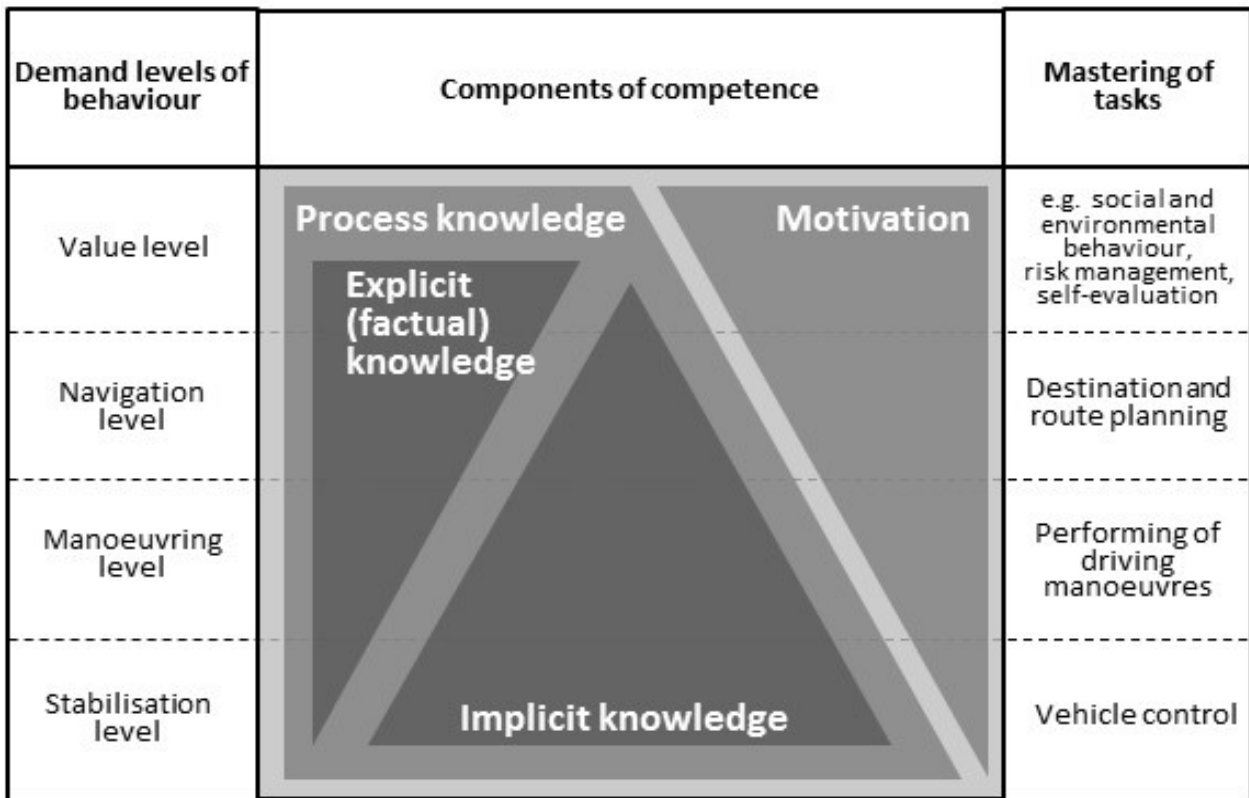 Demand levels of
behaviour
Components of competence
Mastering of
tasks
Value level
Process knowledge
Motivation
e.g. social and
environmental
behaviour,
risk management,
self-evaluation
Explicit
(factual)
knowledge
Navigation
level
Destination and
route planning
Manoeuvring
level
Performing of
driving
manoeuvres
Stabilisation
level
Implicit knowledge
Vehicle control